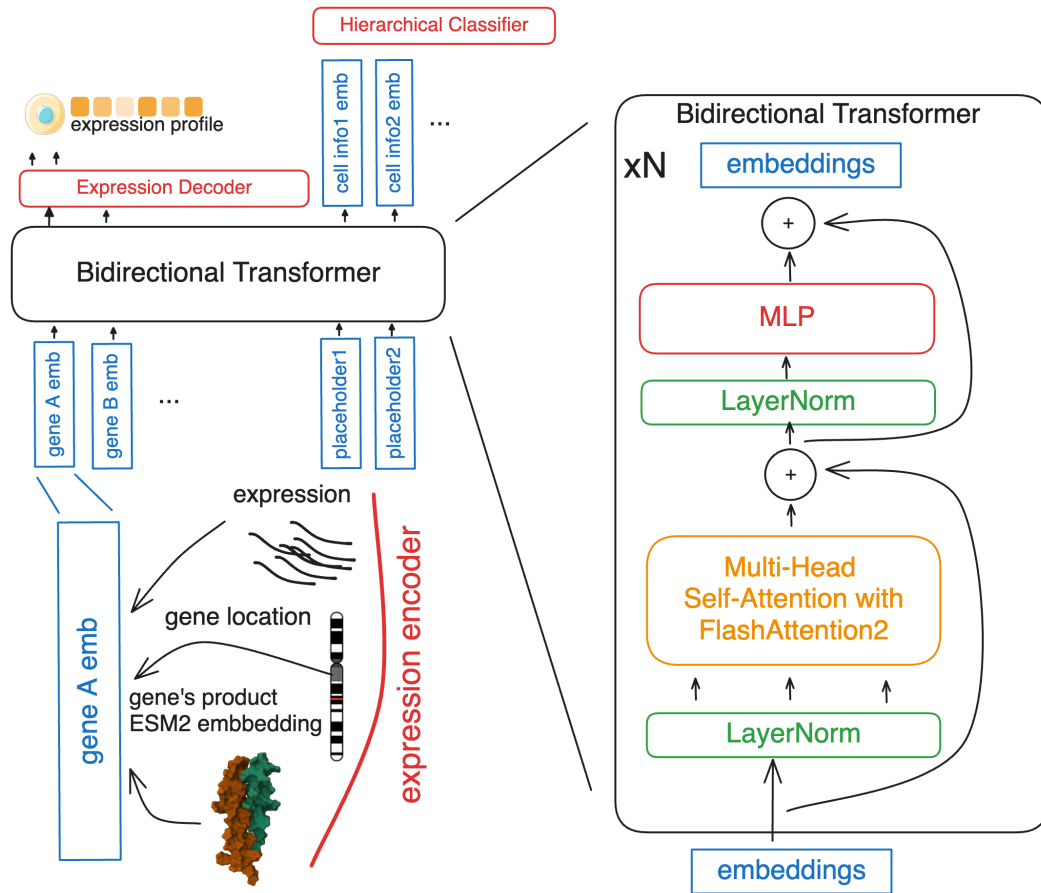 Hierarchical Classifier
cell info1 emb
cell info2 emb
...
expression profile
Expression Decoder
Bidirectional Transformer
gene A emb
gene B emb
...
placeholder1
placeholder2
gene A emb
expression
gene location
gene's product
ESM2 embbedding
expression encoder
Bidirectional Transformer
xN
embeddings
+
MLP
LayerNorm
+
Multi-Head
Self-Attention with
FlashAttention2
LayerNorm
embeddings